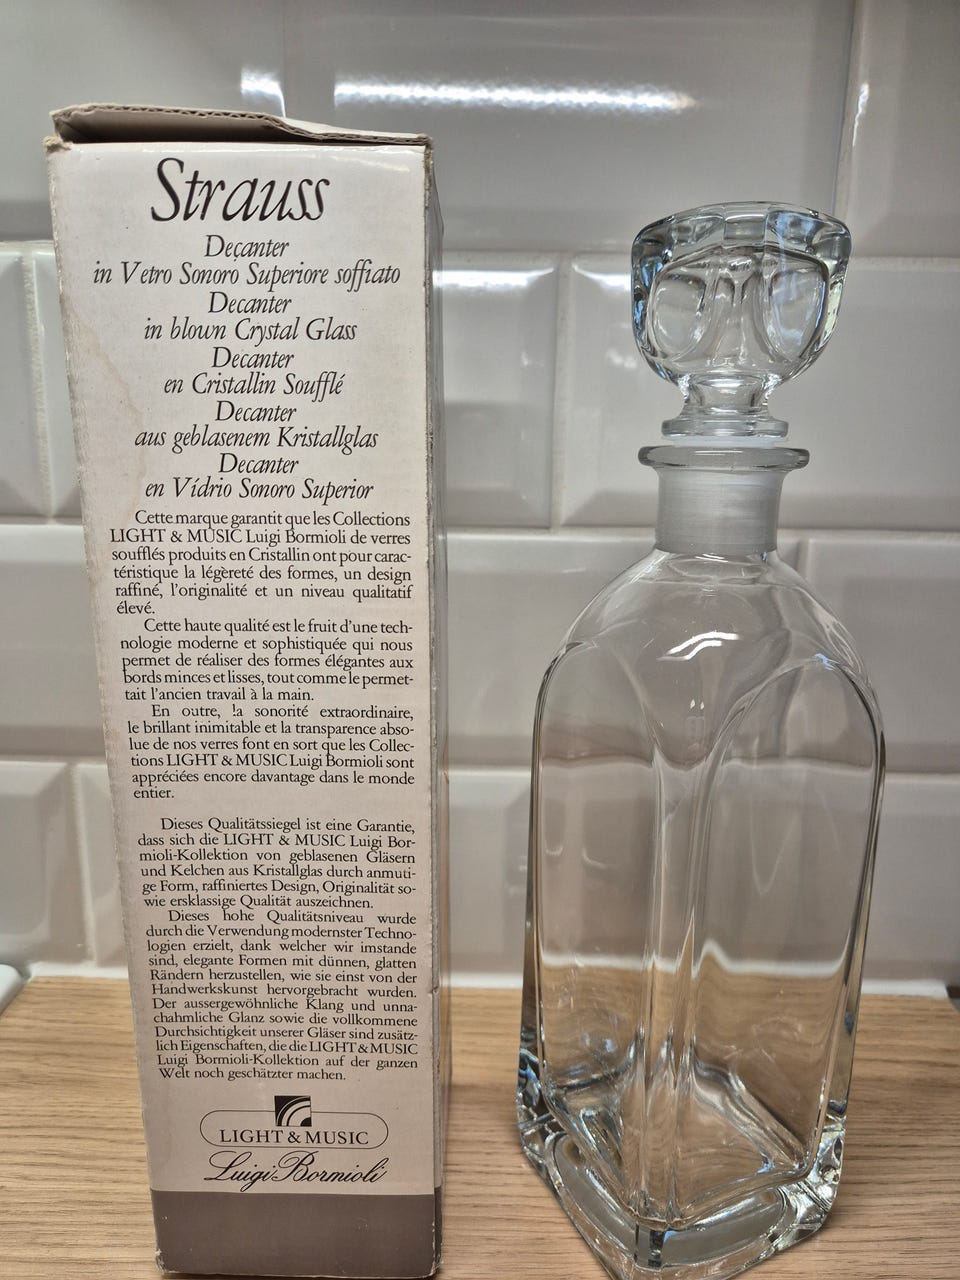 Strauss
Decanter
in Vetro Sonoro Superiore soffiato
Decanter
in blown Crystal Glass
Decanter
en Cristallin Soufflé
Decanter
aus geblasenem Kristallglas
Decanter
en Vídrio Sonoro Superior
Cette marque garantit que les Collections
LIGHT & MUSIC Luigi Bormioli de verres
soufflés produits en Cristallin ont pour carac-
téristique la légèreté des formes, un design
raffiné, l'originalité et un niveau qualitatif
élevé.
Cette haute qualité est le fruit d'une tech-
nologie moderne et sophistiquée qui nous
permet de réaliser des formes élégantes aux
bords minces et lisses, tout comme le permet-
tait l'ancien travail à la main.
En outre, la sonorité extraordinaire,
le brillant inimitable et la transparence abso-
lue de nos verres font en sort que les Collec-
tions LIGHT & MUSIC Luigi Bormioli sont
appréciées encore davantage dans le monde
entier.
Dieses Qualitätssiegel ist eine Garantie,
dass sich die LIGHT & MUSIC Luigi Bor-
mioli-Kollektion von geblasenen Gläsern
und Kelchen aus Kristallglas durch anmuti-
ge Form, raffiniertes Design, Originalität so-
wie ersklassige Qualität auszeichnen.
Dieses hohe Qualitätsniveau wurde
durch die Verwendung modernster Techno-
logien erzielt, dank welcher wir imstande
sind, elegante Formen mit dünnen, glatten
Rändern herzustellen, wie sie einst von der
Handwerkskunst hervorgebracht wurden.
Der aussergewöhnliche Klang und unna-
chahmliche Glanz sowie die vollkommene
Durchsichtigkeit unserer Gläser sind zusätz-
lich Eigenschaften, die die LIGHT & MUSIC
Luigi Bormioli-Kollektion auf der ganzen
Welt noch geschätzter machen.
LIGHT & MUSIC
Luigi Bormioli